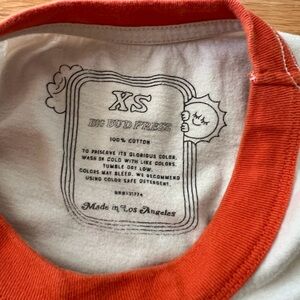 XS
BIG BUD PRESS
100% COTTON
TO PRESERVE ITS GLORIOUS COLOR,
WASH ON COLD WITH LIKE COLORS.
TUMBLE DRY LOW.
COLORS MAY BLEED. WE RECOMMEND
USING COLOR SAFE DETERGENT.
Made in Los Angeles